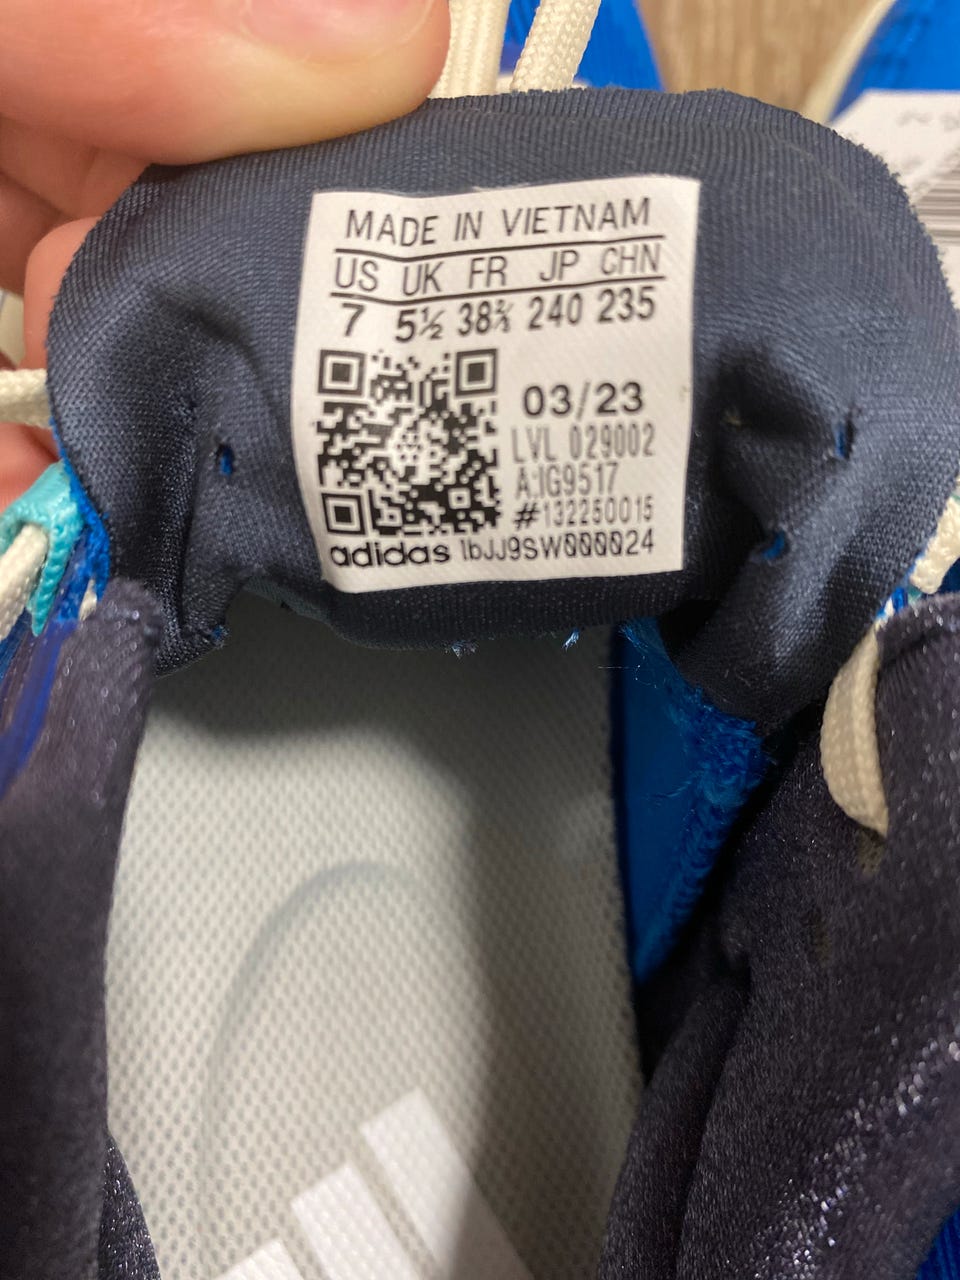 MADE IN VIETNAM
US UK FR JP CHN
7 5½ 38⅔ 240 235
03/23
LVL 029002
A:IG9517
#132250015
adidas 1bJJ9SW000024